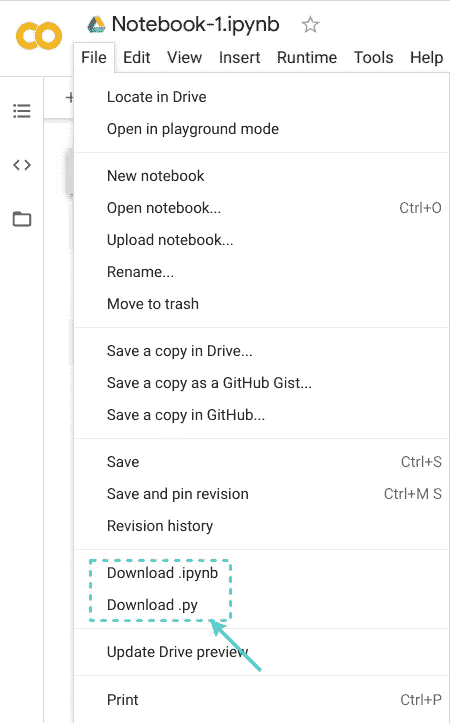 Notebook-1.ipynb
File Edit View Insert Runtime Tools Help
Locate in Drive
Open in playground mode
New notebook
Open notebook... Ctrl+O
Upload notebook...
Rename...
Move to trash
Save a copy in Drive...
Save a copy as a GitHub Gist...
Save a copy in GitHub...
Save Ctrl+S
Save and pin revision Ctrl+M S
Revision history
Download .ipynb
Download .py
Update Drive preview
Print Ctrl+P